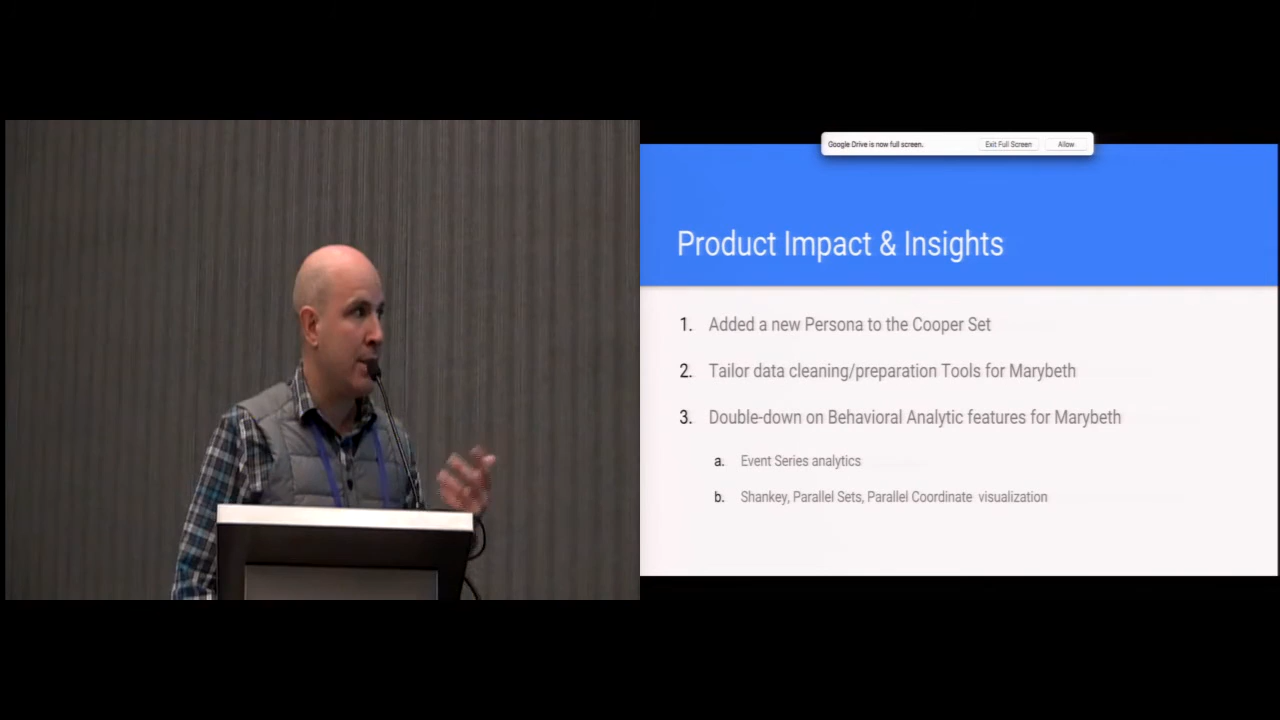 Google Drive is now full screen.
Exit Full Screen
Allow
Product Impact & Insights
1. Added a new Persona to the Cooper Set
2. Tailor data cleaning/preparation Tools for Marybeth
3. Double-down on Behavioral Analytic features for Marybeth
a. Event Series analytics
b. Shankey, Parallel Sets, Parallel Coordinate visualization